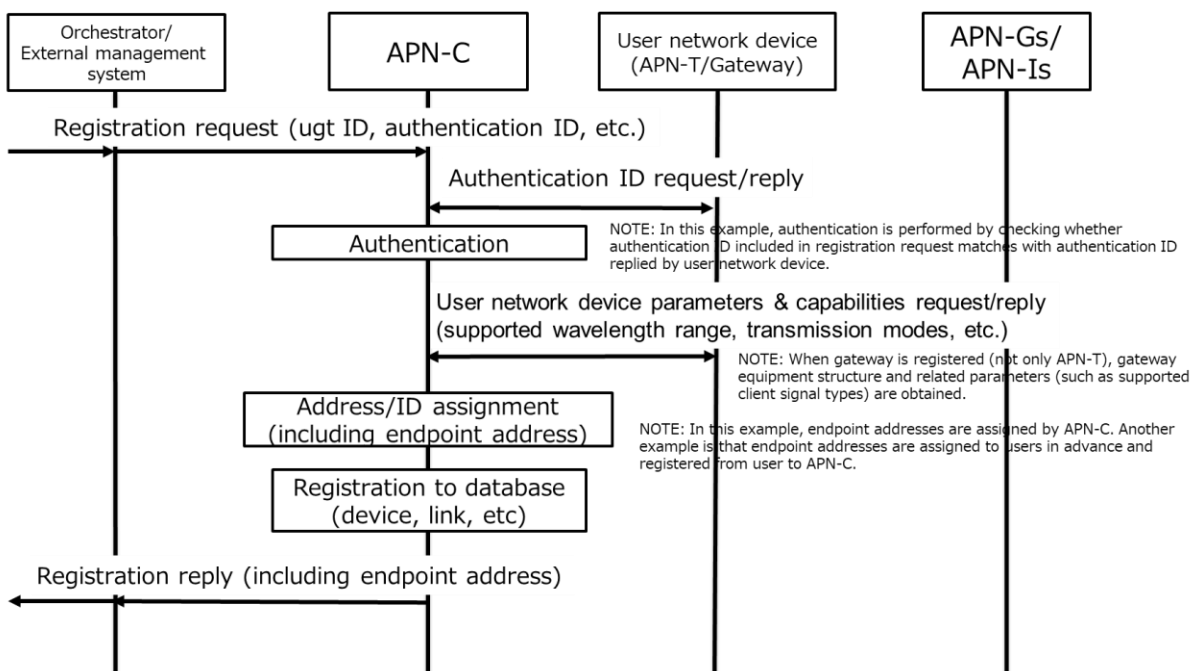 Orchestrator/
External management
system
APN-C
User network device
(APN-T/Gateway)
APN-Gs/
APN-Is
Registration request (ugt ID, authentication ID, etc.)
Authentication ID request/reply
Authentication
NOTE: In this example, authentication is performed by checking whether
authentication ID included in registration request matches with authentication ID
replied by user network device.
User network device parameters & capabilities request/reply
(supported wavelength range, transmission modes, etc.)
NOTE: When gateway is registered (not only APN-T), gateway
equipment structure and related parameters (such as supported
client signal types) are obtained.
Address/ID assignment
(including endpoint address)
NOTE: In this example, endpoint addresses are assigned by APN-C. Another
example is that endpoint addresses are assigned to users in advance and
registered from user to APN-C.
Registration to database
(device, link, etc)
Registration reply (including endpoint address)